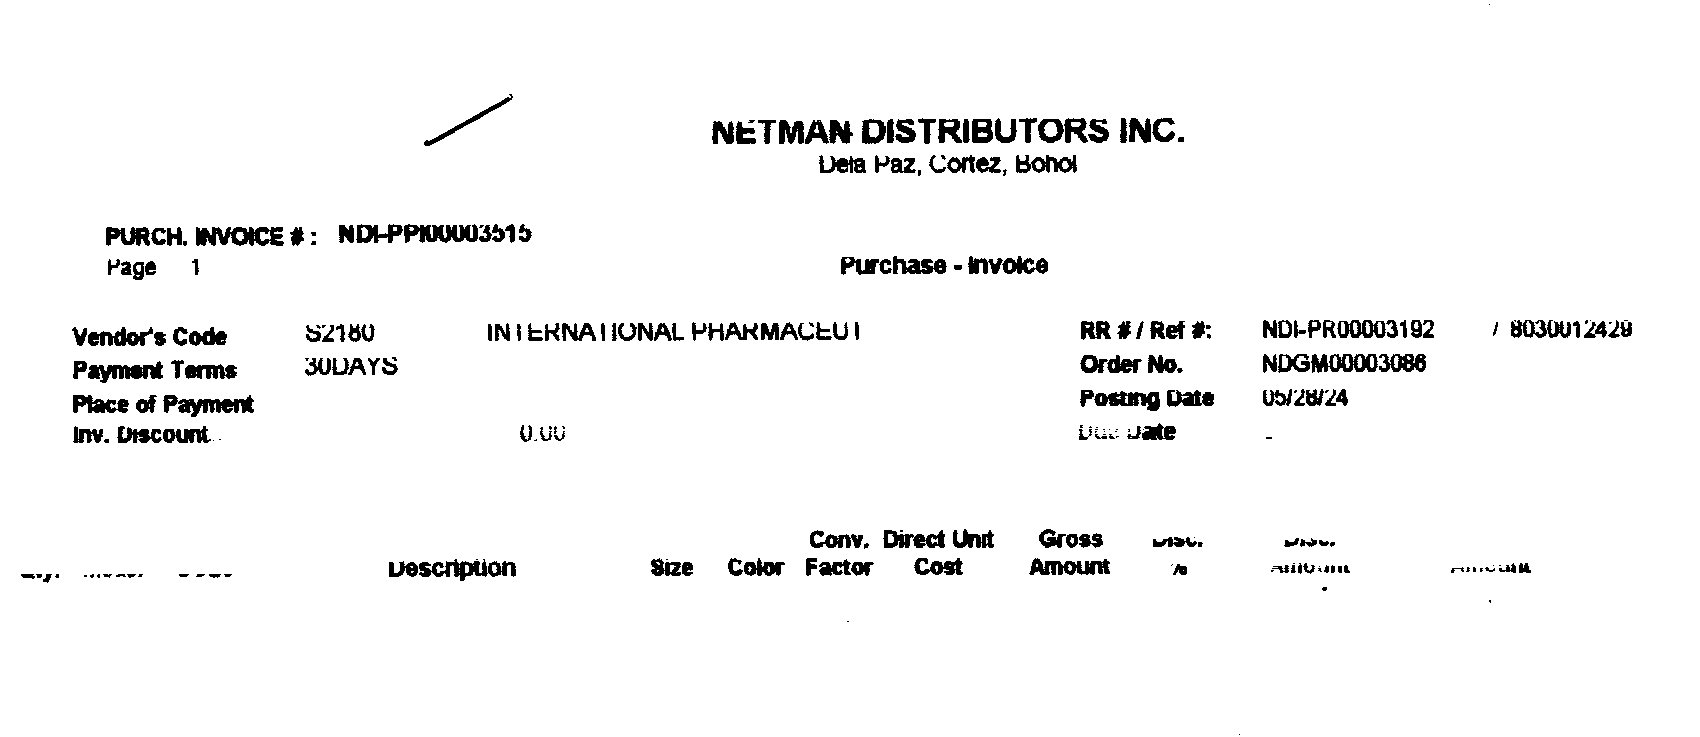 NETMAN DISTRIBUTORS INC.
Dela Paz, Cortez, Bohol
PURCH. INVOICE # : NDI-PPI00003515
Page 1
Purchase - Invoice
Vendor's Code S2180 INTERNATIONAL PHARMACEUT RR # / Ref #: NDI-PR00003192 / 8030012429
Payment Terms 30DAYS Order No. NDGM00003086
Place of Payment Posting Date 05/28/24
Inv. Discount 0.00 Due Date -
Conv. Direct Unit Gross Disc. Disc.
Description Size Color Factor Cost Amount % Amount Amount